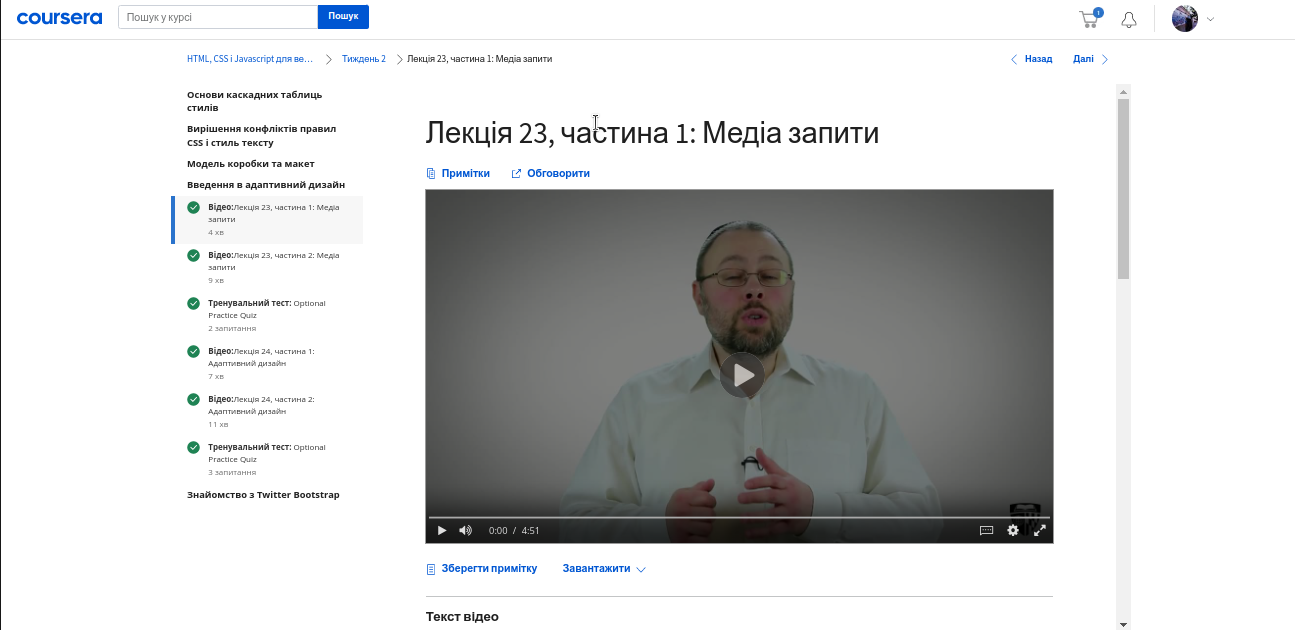 coursera
Пошук у курсі
Пошук
1
HTML, CSS і Javascript для ве...
Тиждень 2
Лекція 23, частина 1: Медіа запити
Назад
Далі
Основи каскадних таблиць
стилів
Вирішення конфліктів правил
CSS і стиль тексту
Модель коробки та макет
Введення в адаптивний дизайн
Відео:Лекція 23, частина 1: Медіа
запити
4 хв
Відео:Лекція 23, частина 2: Медіа
запити
9 хв
Тренувальний тест: Optional
Practice Quiz
2 запитання
Відео:Лекція 24, частина 1:
Адаптивний дизайн
7 хв
Відео:Лекція 24, частина 2:
Адаптивний дизайн
11 хв
Тренувальний тест: Optional
Practice Quiz
3 запитання
Знайомство з Twitter Bootstrap
Лекція 23, частина 1: Медіа запити
Примітки
Обговорити
0:00 / 4:51
Зберегти примітку
Завантажити
Текст відео